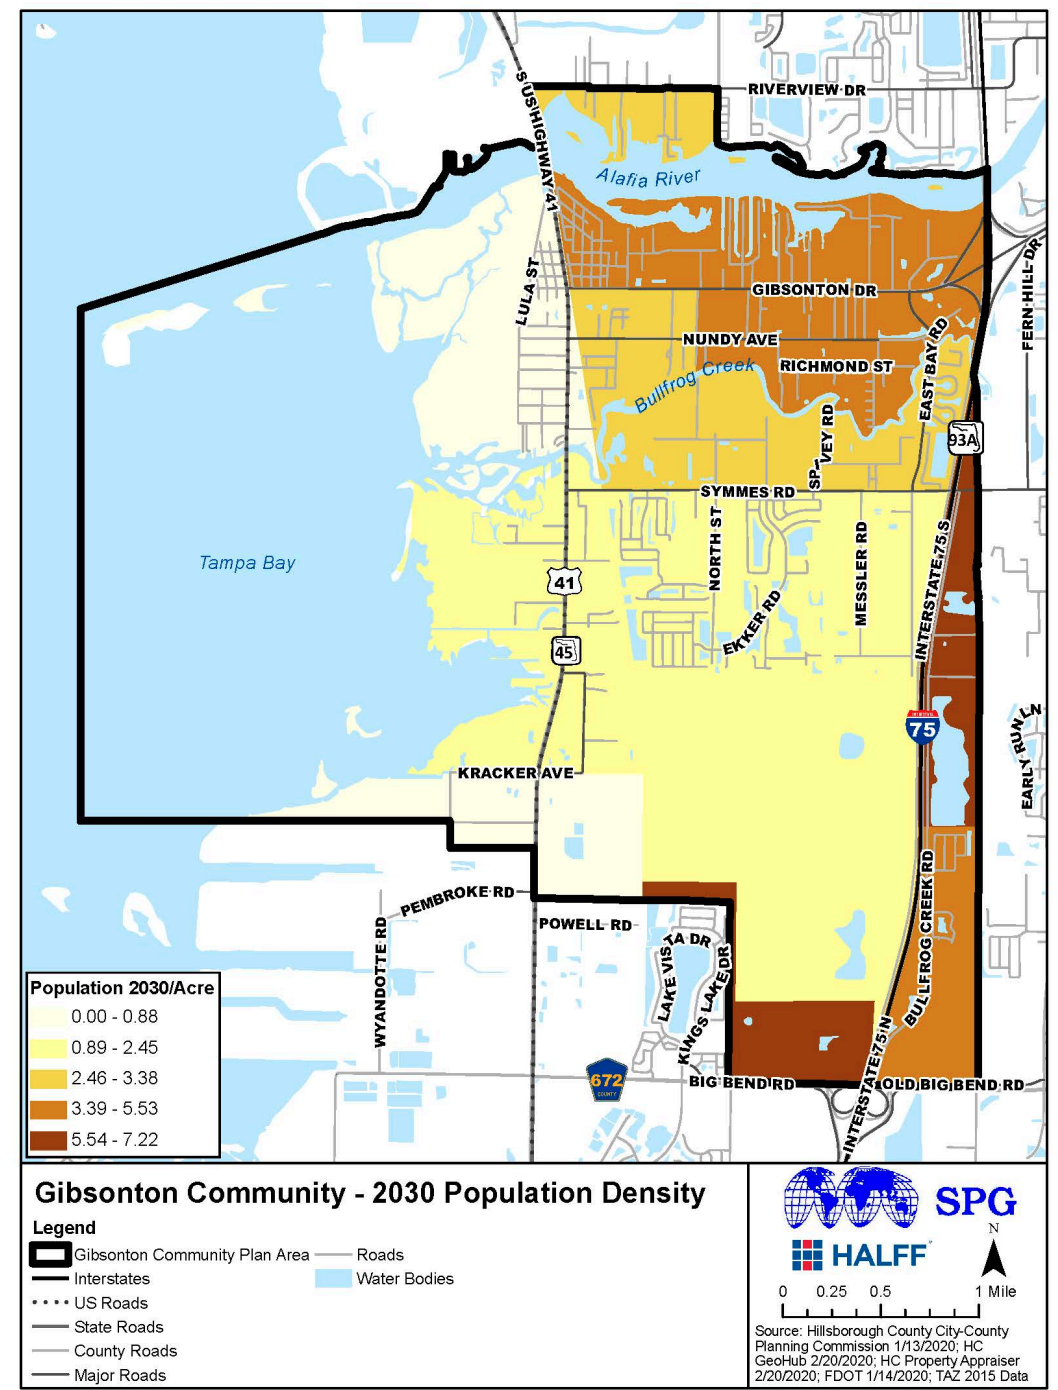 RIVERVIEW DR
S US HIGHWAY 41
Alafia River
FERN HILL DR
LULA ST
GIBSONTON DR
NUNDY AVE
EAST BAY RD
RICHMOND ST
Bullfrog Creek
93A
SPIVEY RD
SYMMES RD
NORTH ST
MESSLER RD
INTERSTATE 75 S
Tampa Bay
41
EKKER RD
45
75
EARLY RUN LN
KRACKER AVE
PEMBROKE RD
BULLFROG CREEK RD
POWELL RD
WYANDOTTE RD
LAKE VISTA DR
KINGS LAKE DR
Population 2030/Acre
0.00 - 0.88
0.89 - 2.45
2.46 - 3.38
3.39 - 5.53
5.54 - 7.22
672
COUNTY
BIG BEND RD
OLD BIG BEND RD
INTERSTATE 75 N
Gibsonton Community - 2030 Population Density
Legend
Gibsonton Community Plan Area
Roads
Interstates
Water Bodies
US Roads
State Roads
County Roads
Major Roads
SPG
HALFF
N
0 0.25 0.5 1 Mile
Source: Hillsborough County City-County
Planning Commission 1/13/2020; HC
GeoHub 2/20/2020; HC Property Appraiser
2/20/2020; FDOT 1/14/2020; TAZ 2015 Data